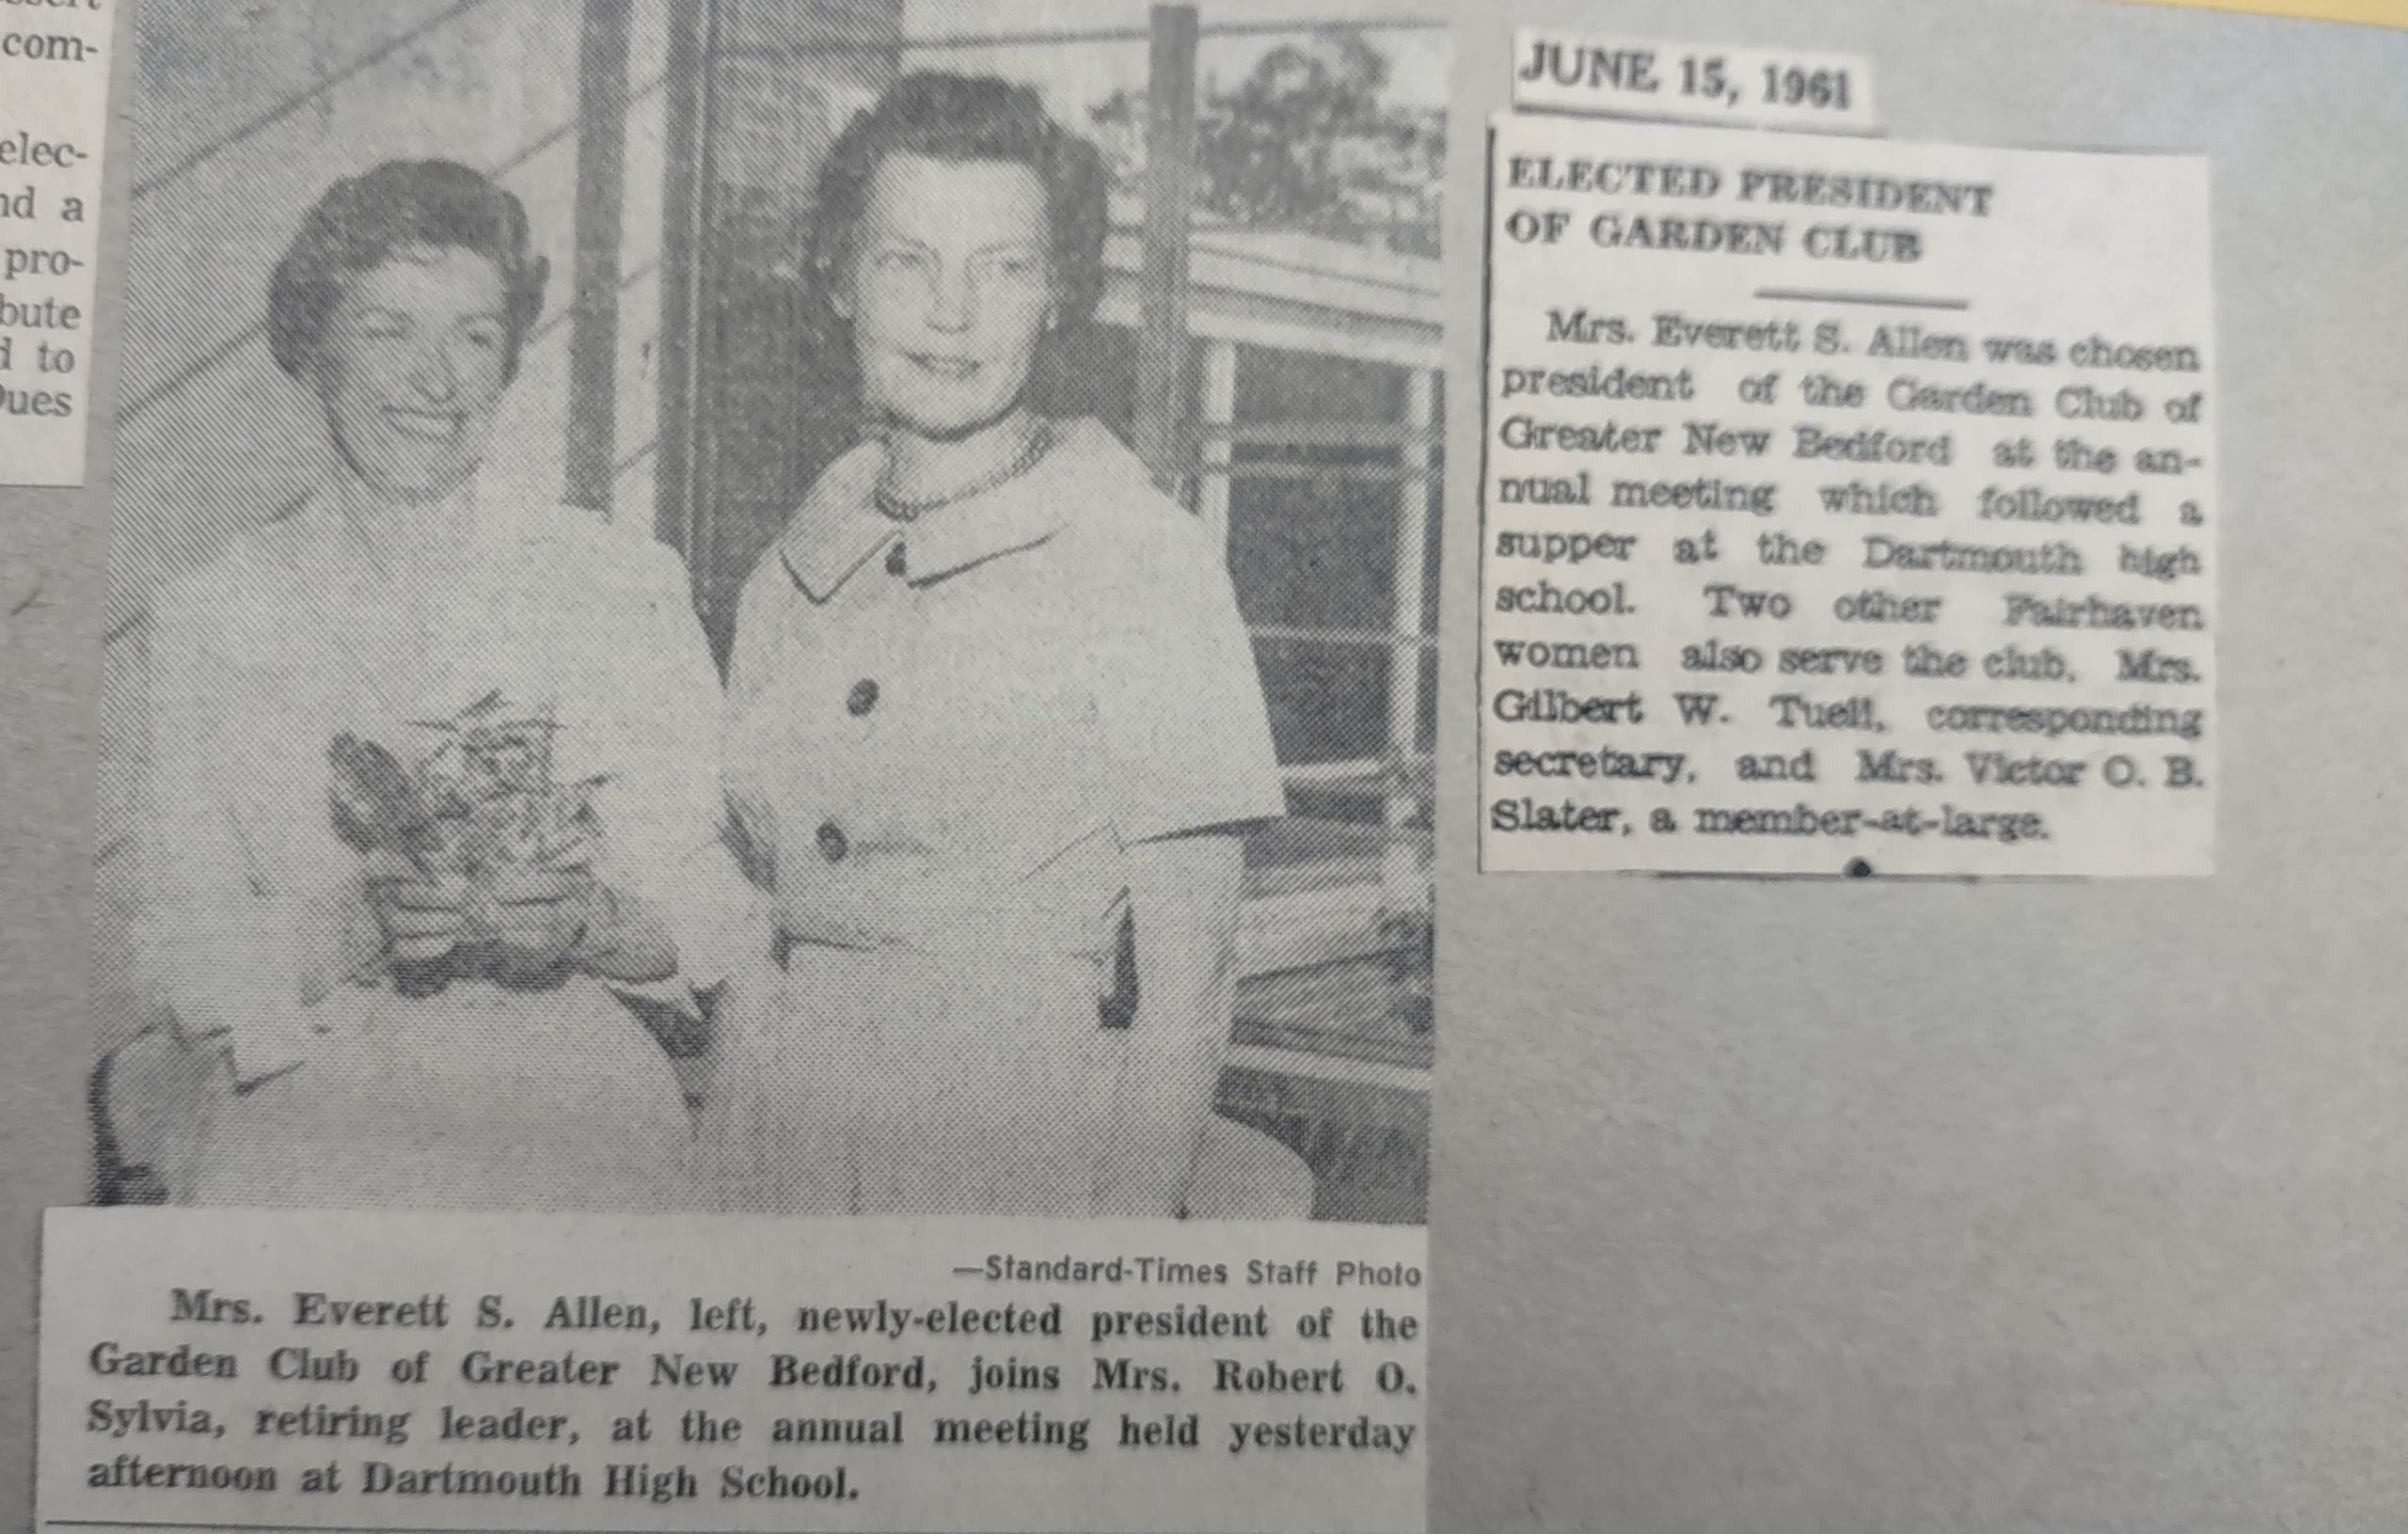 com-
elec-
nd a
pro-
bute
d to
ues
—Standard-Times Staff Photo
Mrs. Everett S. Allen, left, newly-elected president of the
Garden Club of Greater New Bedford, joins Mrs. Robert O.
Sylvia, retiring leader, at the annual meeting held yesterday
afternoon at Dartmouth High School.
JUNE 15, 1961
ELECTED PRESIDENT
OF GARDEN CLUB
Mrs. Everett S. Allen was chosen
president of the Garden Club of
Greater New Bedford at the an-
nual meeting which followed a
supper at the Dartmouth high
school. Two other Fairhaven
women also serve the club, Mrs.
Gilbert W. Tuell, corresponding
secretary, and Mrs. Victor O. B.
Slater, a member-at-large.